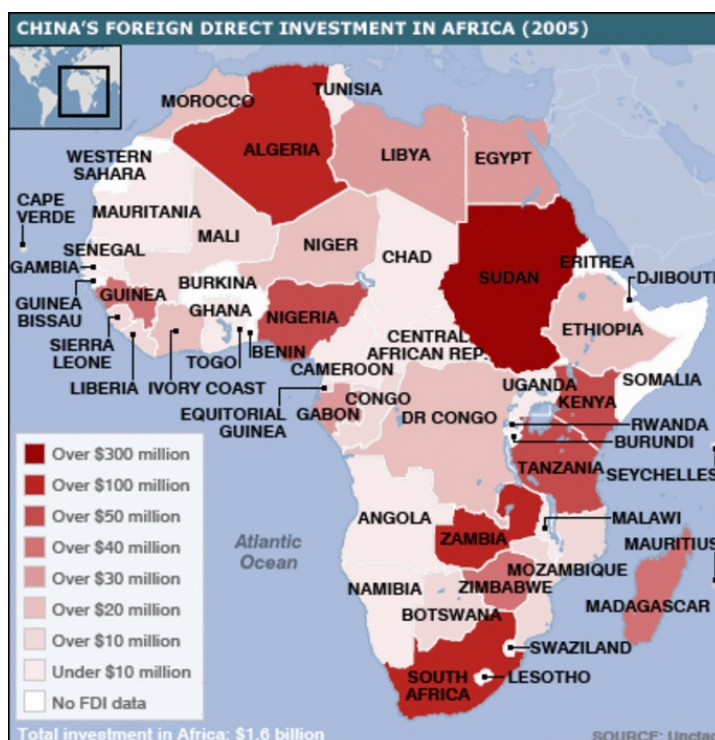 CHINA'S FOREIGN DIRECT INVESTMENT IN AFRICA (2005)
TUNISIA
MOROCCO
ALGERIA
LIBYA
EGYPT
WESTERN
SAHARA
CAPE
VERDE
MAURITANIA
MALI
NIGER
CHAD
SUDAN
ERITREA
DJIBOUTI
SENEGAL
GAMBIA
GUINEA
BISSAU
GUINEA
BURKINA
GHANA
NIGERIA
ETHIOPIA
SIERRA
LEONE
LIBERIA
IVORY COAST
TOGO
BENIN
CENTRAL
AFRICAN REP.
CAMEROON
EQUITORIAL
GUINEA
GABON
CONGO
DR CONGO
UGANDA
KENYA
SOMALIA
RWANDA
BURUNDI
TANZANIA
SEYCHELLES
Over $300 million
Over $100 million
Over $50 million
Over $40 million
Over $30 million
Over $20 million
Over $10 million
Under $10 million
No FDI data
Atlantic
Ocean
ANGOLA
ZAMBIA
MALAWI
MAURITIUS
MOZAMBIQUE
ZIMBABWE
MADAGASCAR
NAMIBIA
BOTSWANA
SWAZILAND
SOUTH
AFRICA
LESOTHO
Total investment in Africa: $1.6 billion
SOURCE: Unctac